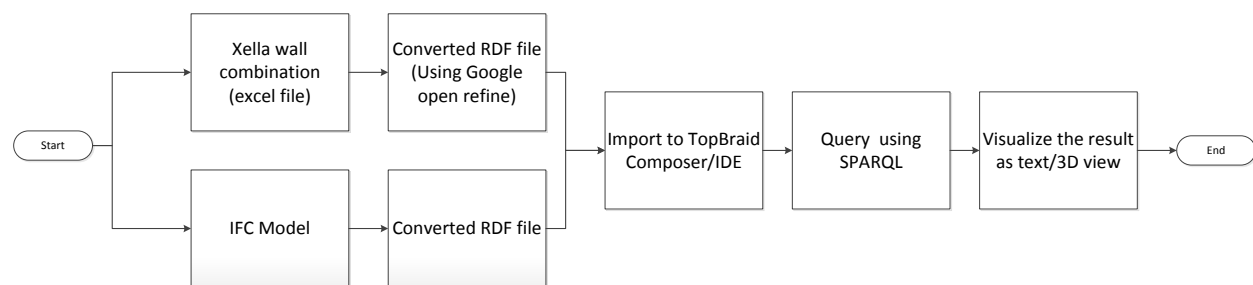 Start
Xella wall
combination
(excel file)
Converted RDF file
(Using Google
open refine)
IFC Model
Converted RDF file
Import to TopBraid
Composer/IDE
Query using
SPARQL
Visualize the result
as text/3D view
End